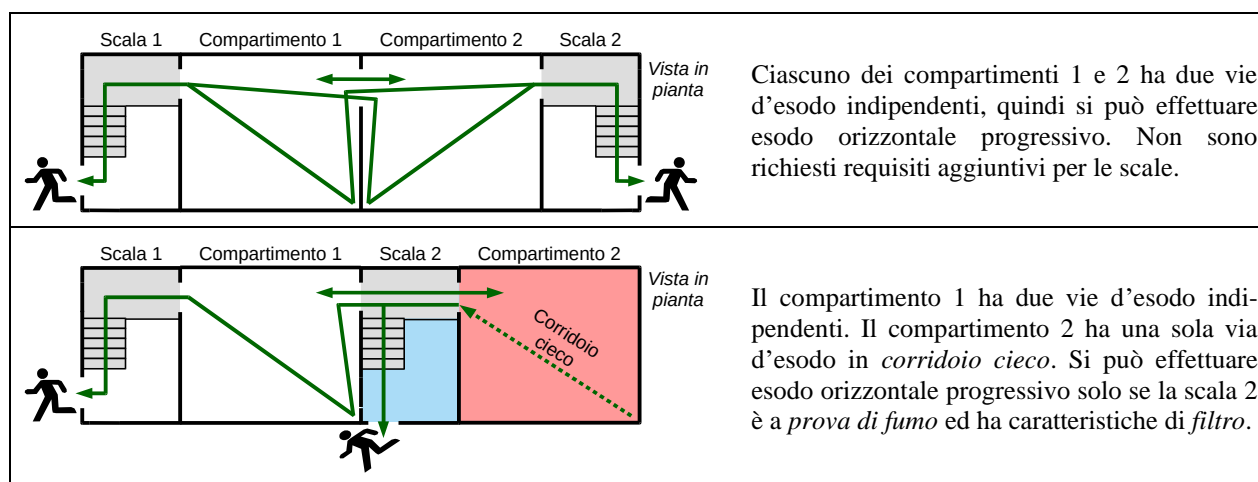 Scala 1 Compartimento 1 Compartimento 2 Scala 2
Vista in
pianta
Ciascuno dei compartimenti 1 e 2 ha due vie
d’esodo indipendenti, quindi si può effettuare
esodo orizzontale progressivo. Non sono
richiesti requisiti aggiuntivi per le scale.
Scala 1 Compartimento 1 Scala 2 Compartimento 2
Vista in
pianta
Corridoio
cieco
Il compartimento 1 ha due vie d’esodo indi-
pendenti. Il compartimento 2 ha una sola via
d’esodo in corridoio cieco. Si può effettuare
esodo orizzontale progressivo solo se la scala 2
è a prova di fumo ed ha caratteristiche di filtro.